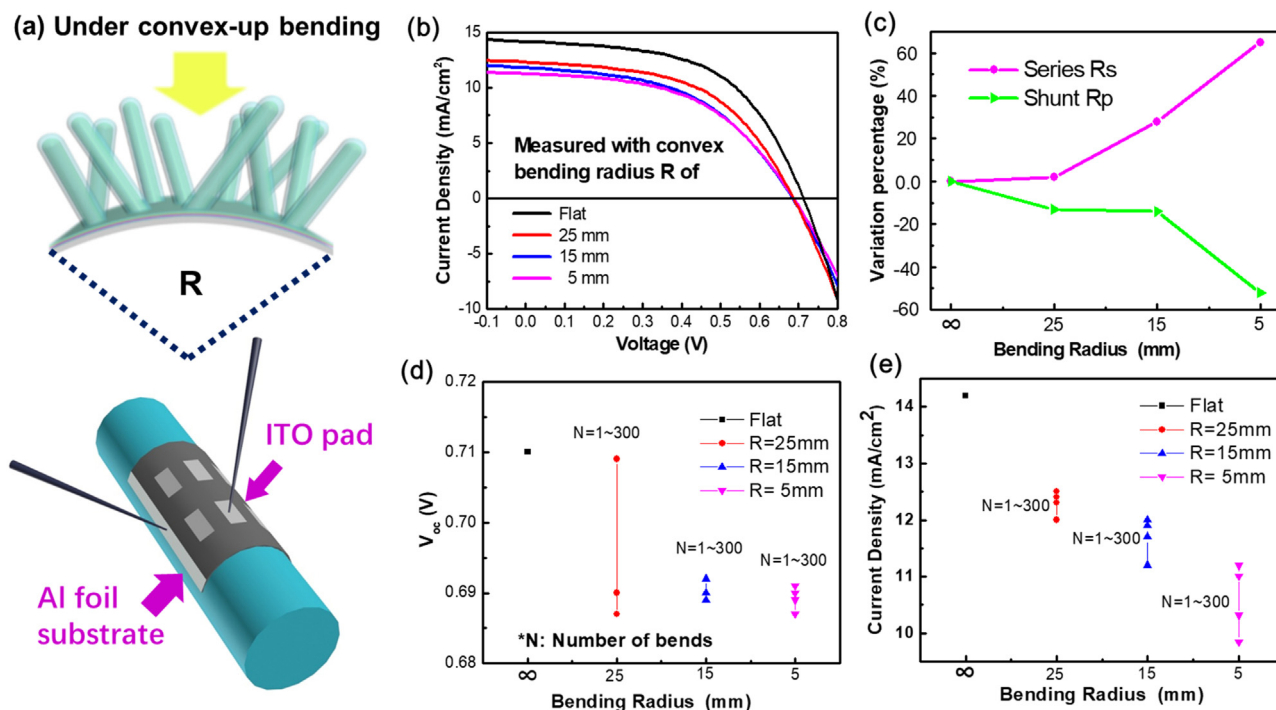 (a) Under convex-up bending
R
ITO pad
Al foil
substrate
(b)
Current Density (mA/cm²)
15
10
5
0
-5
-10
Measured with convex
bending radius R of
Flat
25 mm
15 mm
5 mm
-0.1 0.0 0.1 0.2 0.3 0.4 0.5 0.6 0.7 0.8
Voltage (V)
(c)
Variation percentage (%)
60
40
20
0.0
-20
-40
-60
Series Rs
Shunt Rp
∞ 25 15 5
Bending Radius (mm)
(d)
Voc (V)
0.72
0.71
0.70
0.69
0.68
Flat
R=25mm
R=15mm
R= 5mm
N=1~300
N=1~300
N=1~300
*N: Number of bends
∞ 25 15 5
Bending Radius (mm)
(e)
Current Density (mA/cm2)
14
13
12
11
10
Flat
R=25mm
R=15mm
R= 5mm
N=1~300
N=1~300
N=1~300
∞ 25 15 5
Bending Radius (mm)